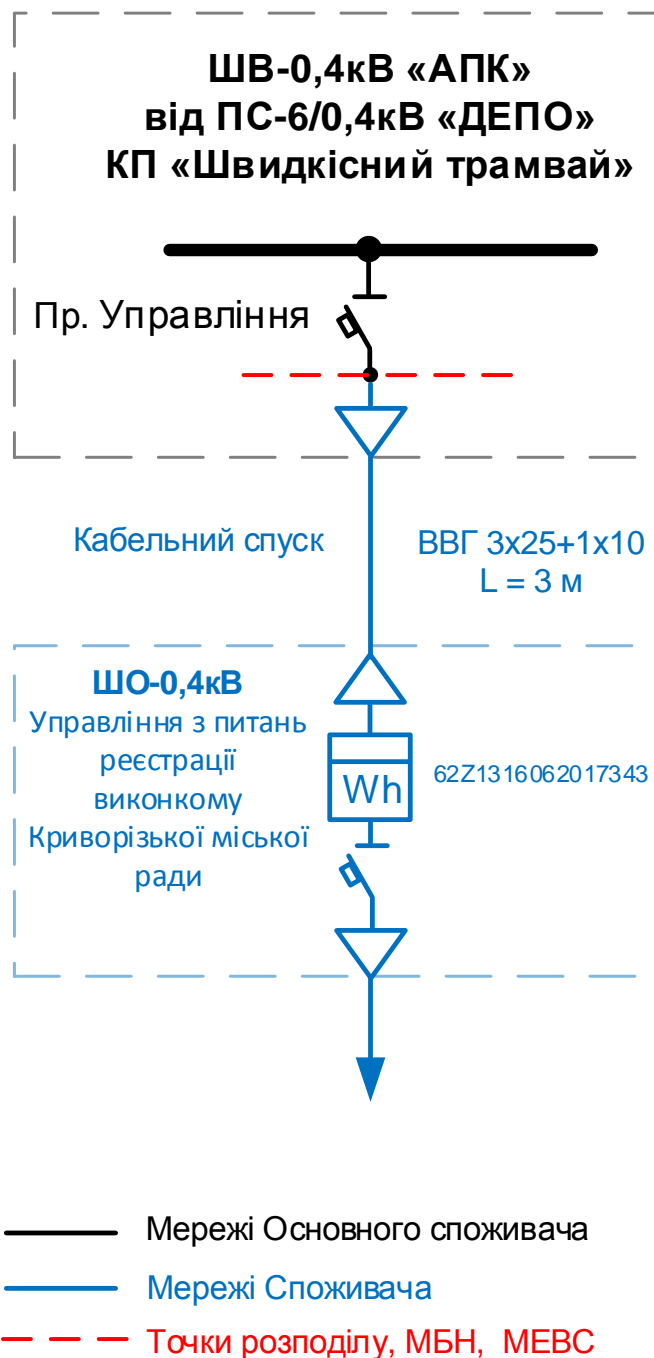 ШВ-0,4кВ «АПК»
від ПС-6/0,4кВ «ДЕПО»
КП «Швидкісний трамвай»
Пр. Управління
Кабельний спуск
ВВГ 3х25+1х10
L = 3 м
ШО-0,4кВ
Управління з питань
реєстрації
виконкому
Криворізької міської
ради
Wh
62Z1316062017343
Мережі Основного споживача
Мережі Споживача
Точки розподілу, МБН, МЕВС